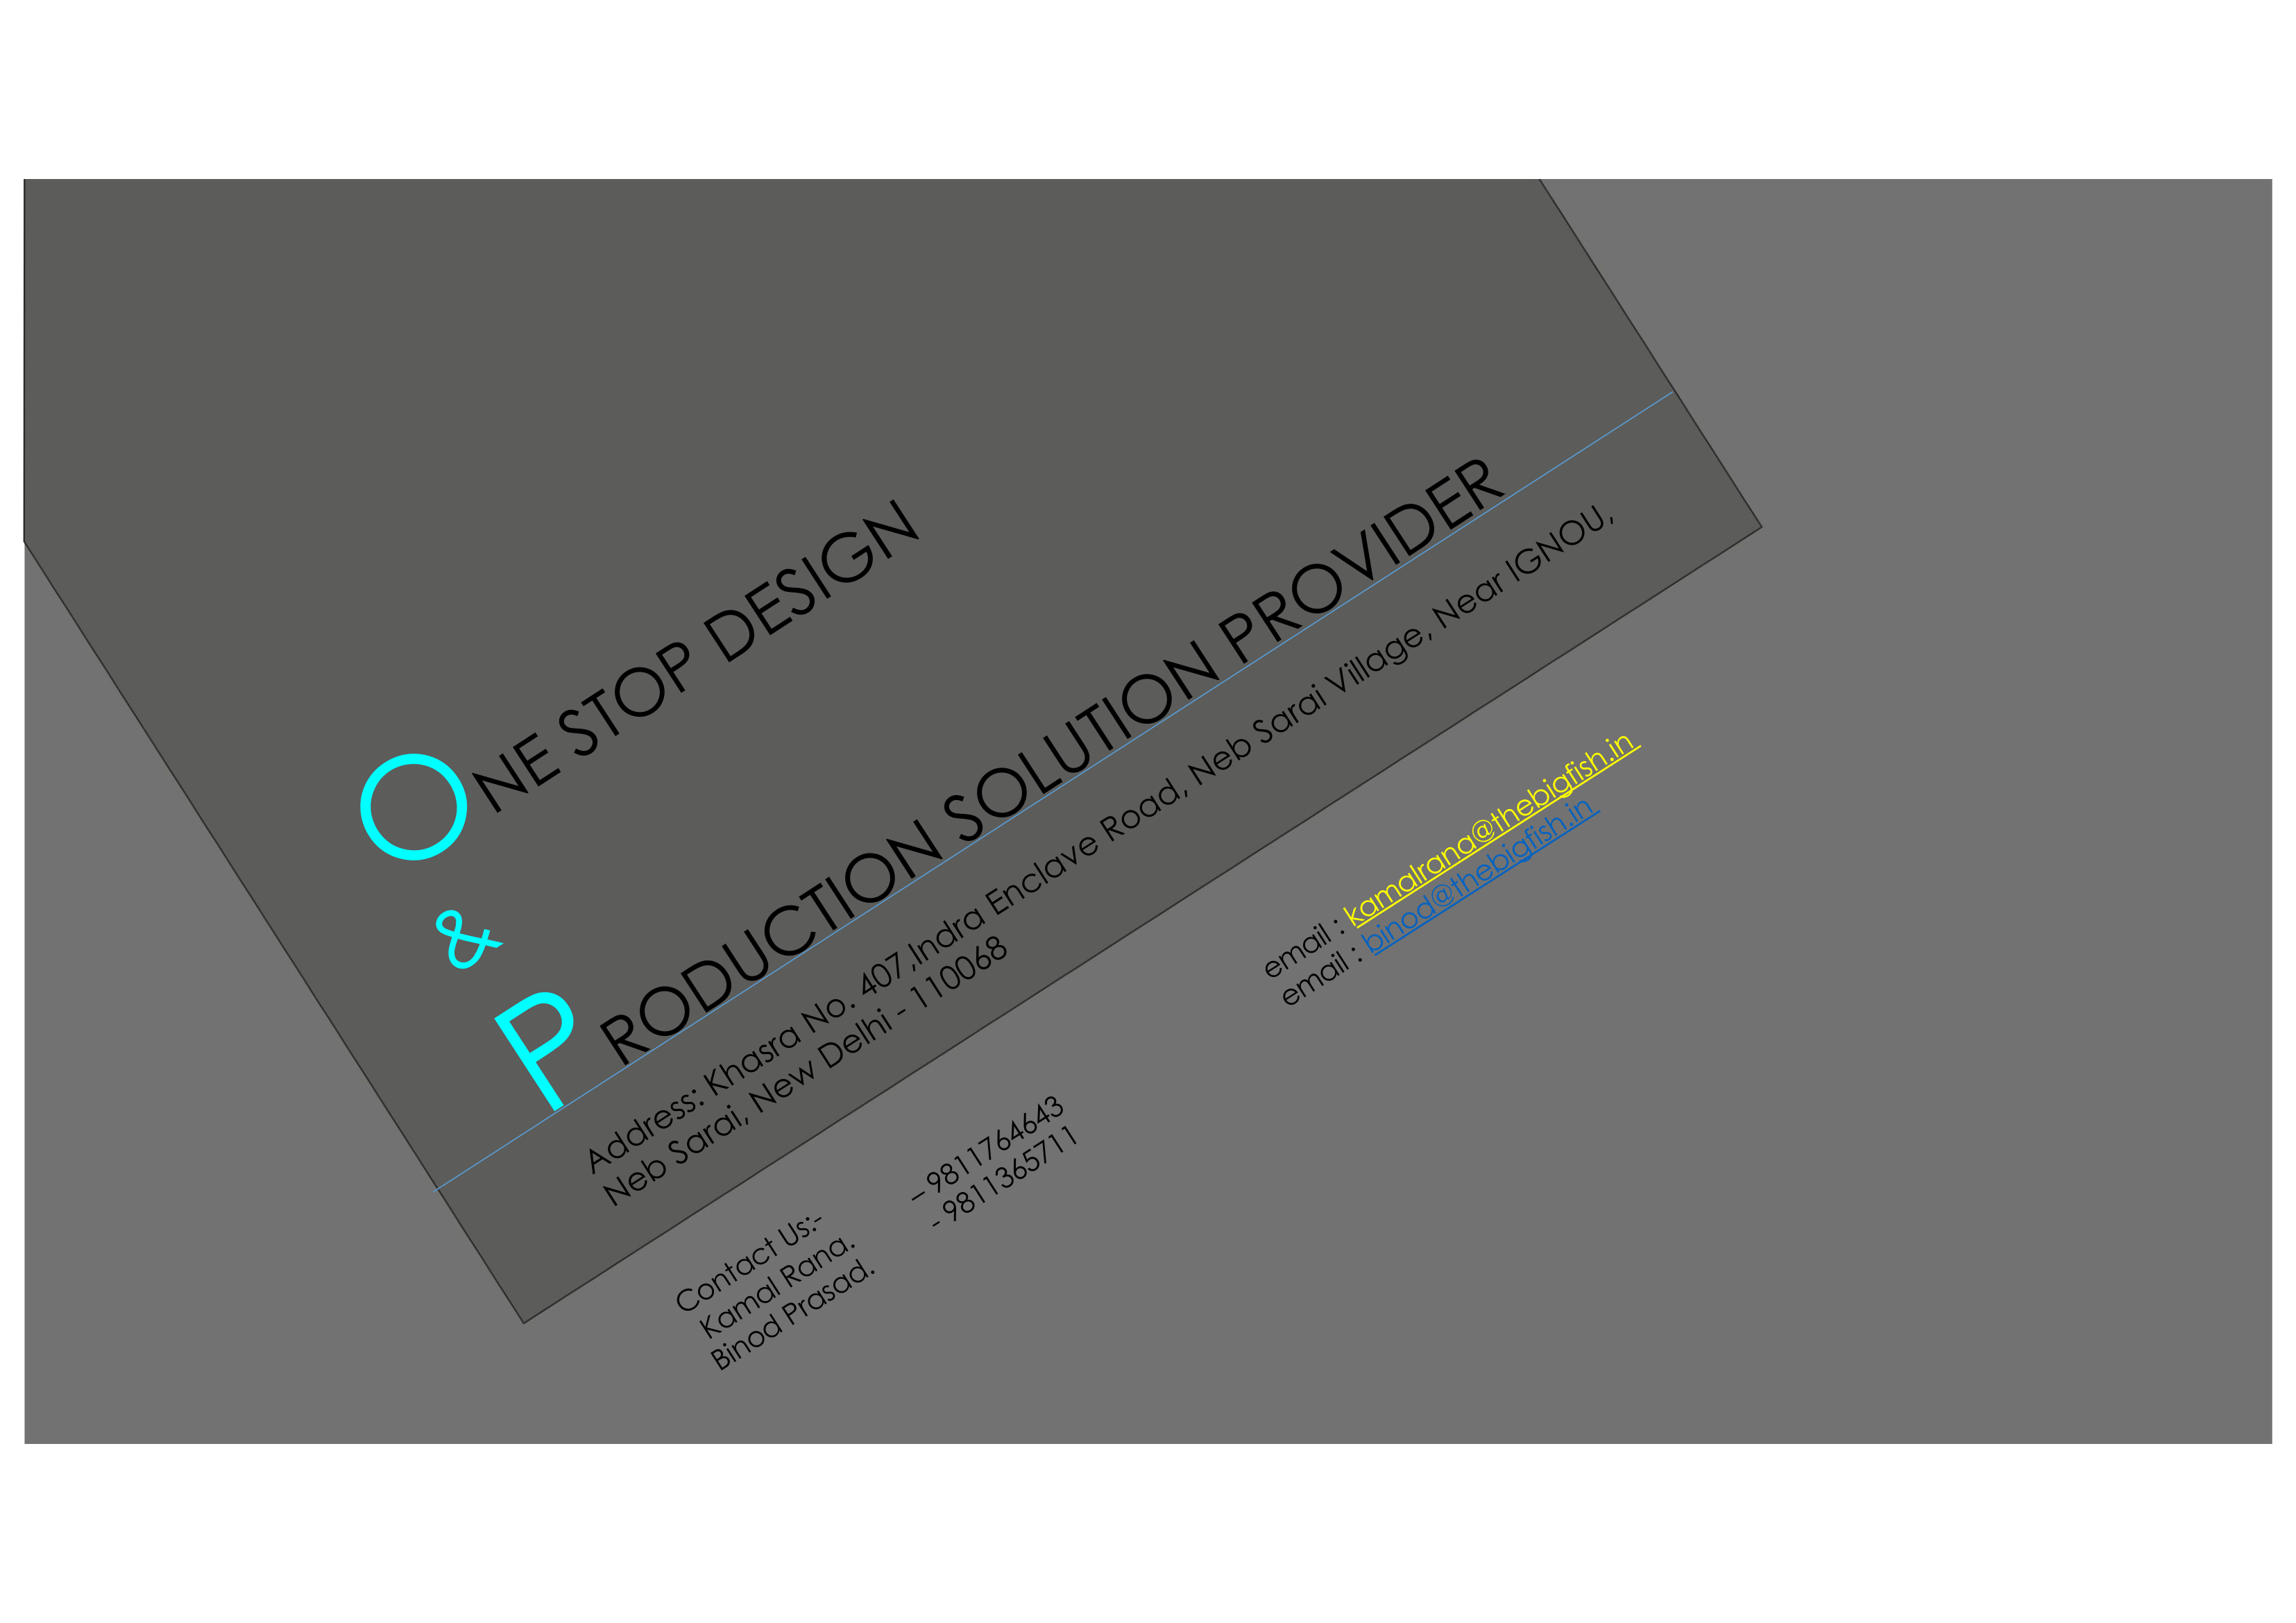 ONE STOP DESIGN
&
PRODUCTION SOLUTION PROVIDER
Address: Khasra No. 407,Indra Enclave Road, Neb sarai Village, Near IGNOU ,
Neb sarai, New Delhi - 110068
Contact Us:-
Kamal Rana. – 9811764643 email : kamalrana@thebigfish.in
Binod Prasad. - 9811365711 email : binod@thebigfish.in